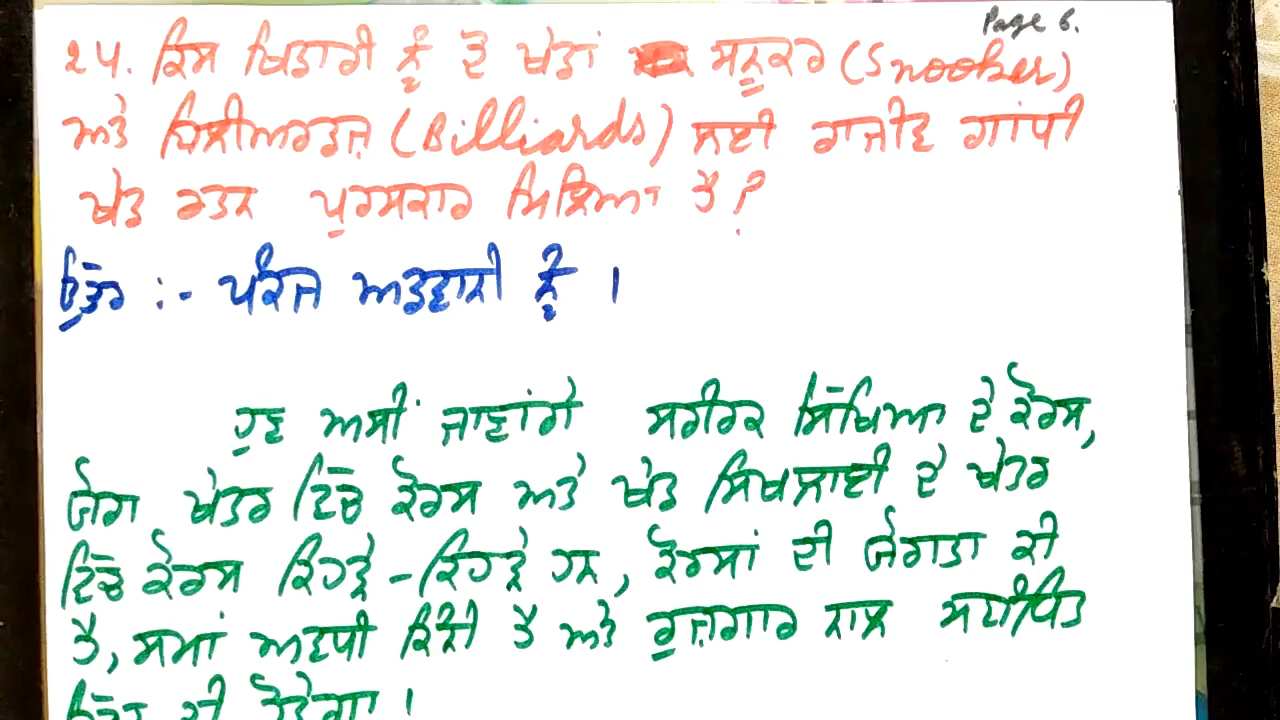 Page 6.
24. ਕਿਸ ਖਿਡਾਰੀ ਨੂੰ ਦੋ ਖੇਡਾਂ ਸਨੂਕਰ (Snooker)
ਅਤੇ ਬਿਲੀਅਰਡਜ਼ (Billiards) ਲਈ ਰਾਜੀਵ ਗਾਂਧੀ
ਖੇਡ ਰਤਨ ਪੁਰਸਕਾਰ ਮਿਲਿਆ ਹੈ?
ਉੱਤਰ :- ਪੰਕਜ ਅਡਵਾਨੀ ਨੂੰ ।
ਹੁਣ ਅਸੀਂ ਜਾਣਾਂਗੇ ਸਰੀਰਕ ਸਿੱਖਿਆ ਦੇ ਕੋਰਸ,
ਯੋਗ ਖੇਤਰ ਵਿੱਚ ਕੋਰਸ ਅਤੇ ਖੇਡ ਸਿਖਲਾਈ ਦੇ ਖੇਤਰ
ਵਿੱਚ ਕੋਰਸ ਕਿਹੜੇ-ਕਿਹੜੇ ਹਨ, ਕੋਰਸਾਂ ਦੀ ਯੋਗਤਾ ਕੀ
ਹੈ, ਸਮਾਂ ਅਵਧੀ ਕਿੰਨੀ ਹੈ ਅਤੇ ਰੁਜ਼ਗਾਰ ਨਾਲ ਸਬੰਧਿਤ